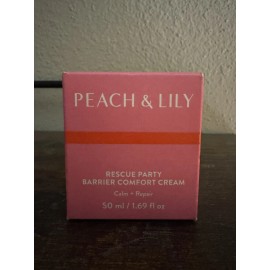 PEACH & LILY
RESCUE PARTY
BARRIER COMFORT CREAM
Calm + Repair
50 ml / 1.69 fl oz